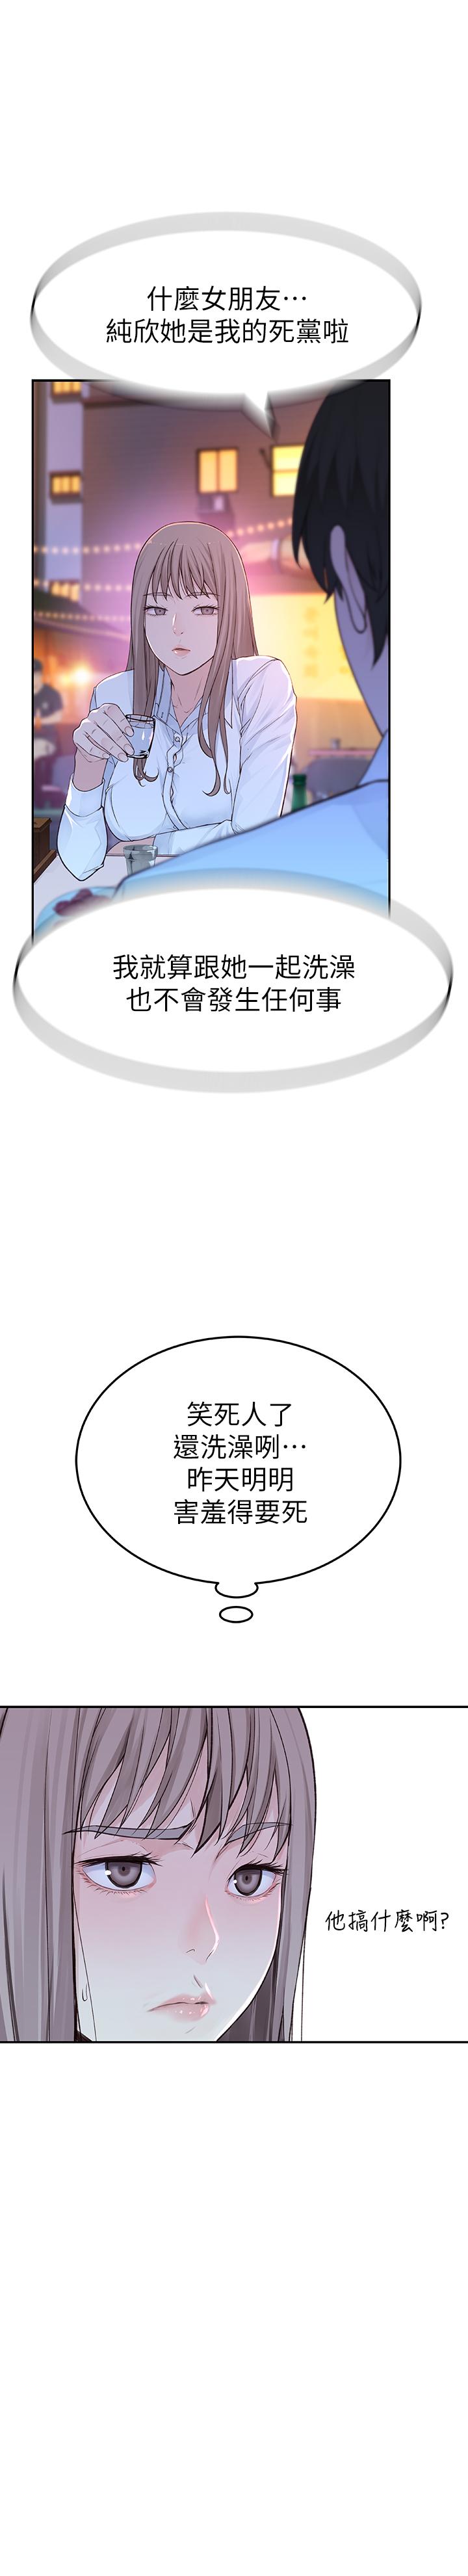 什麼女朋友…
純欣她是我的死黨啦
我就算跟她一起洗澡
也不會發生任何事
笑死人了
還洗澡咧…
昨天明明
害羞得要死
他搞什麼啊?